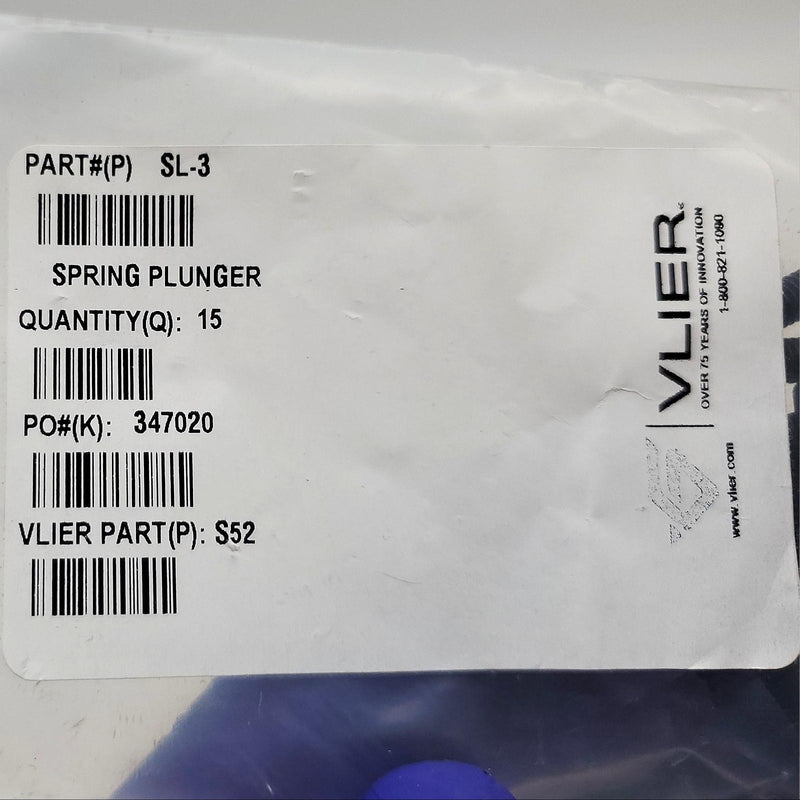 PART#(P) SL-3
SPRING PLUNGER
QUANTITY(Q): 15
PO#(K): 347020
VLIER PART(P): S52
VLIER
OVER 75 YEARS OF INNOVATION
1-800-821-1090
www.vlier.com